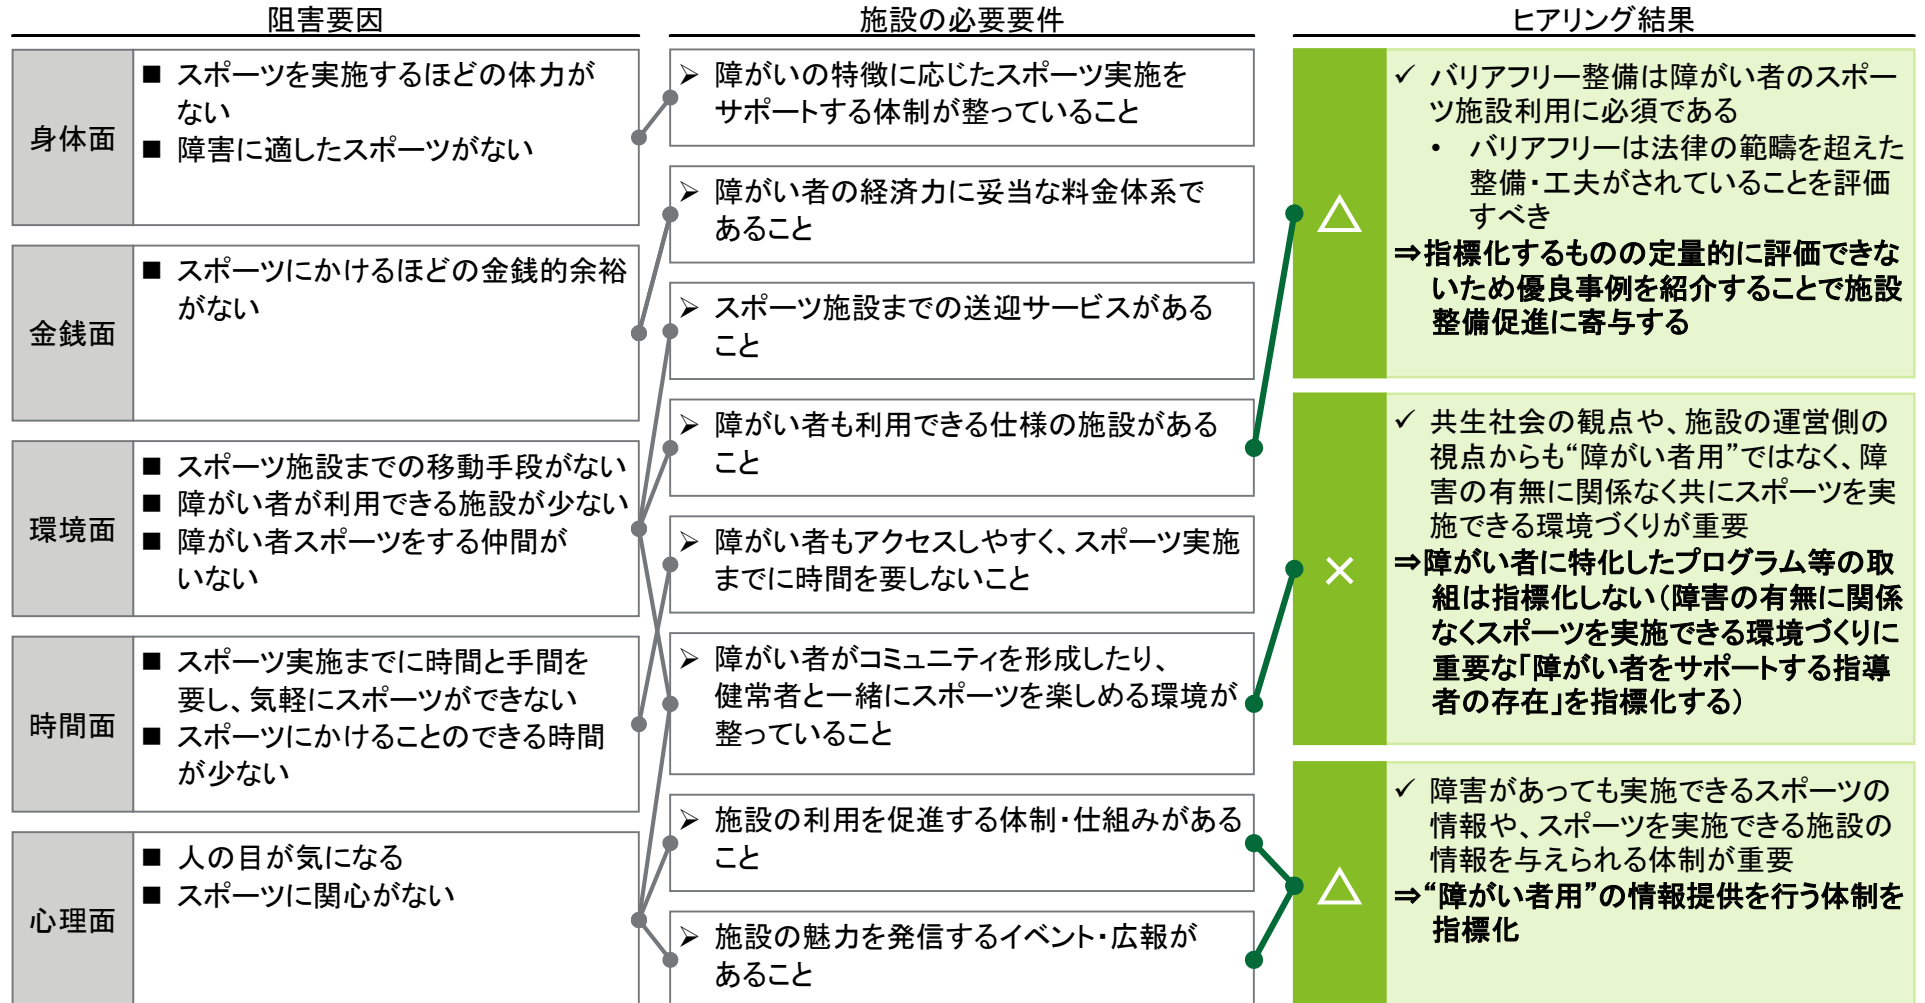 阻害要因
身体面
■ スポーツを実施するほどの体力が
ない
■ 障害に適したスポーツがない
金銭面
■ スポーツにかけるほどの金銭的余裕
がない
環境面
■ スポーツ施設までの移動手段がない
■ 障がい者が利用できる施設が少ない
■ 障がい者スポーツをする仲間が
いない
時間面
■ スポーツ実施までに時間と手間を
要し、気軽にスポーツができない
■ スポーツにかけることのできる時間
が少ない
心理面
■ 人の目が気になる
■ スポーツに関心がない
施設の必要要件
➢ 障がいの特徴に応じたスポーツ実施を
サポートする体制が整っていること
➢ 障がい者の経済力に妥当な料金体系で
あること
➢ スポーツ施設までの送迎サービスがある
こと
➢ 障がい者も利用できる仕様の施設がある
こと
➢ 障がい者もアクセスしやすく、スポーツ実施
までに時間を要しないこと
➢ 障がい者がコミュニティを形成したり、
健常者と一緒にスポーツを楽しめる環境が
整っていること
➢ 施設の利用を促進する体制・仕組みがある
こと
➢ 施設の魅力を発信するイベント・広報が
あること
ヒアリング結果
△
✓ バリアフリー整備は障がい者のスポー
ツ施設利用に必須である
• バリアフリーは法律の範疇を超えた
整備・工夫がされていることを評価
すべき
⇒指標化するものの定量的に評価できな
いため優良事例を紹介することで施設
整備促進に寄与する
×
✓ 共生社会の観点や、施設の運営側の
視点からも“障がい者用”ではなく、障
害の有無に関係なく共にスポーツを実
施できる環境づくりが重要
⇒障がい者に特化したプログラム等の取
組は指標化しない(障害の有無に関係
なくスポーツを実施できる環境づくりに
重要な「障がい者をサポートする指導
者の存在」を指標化する)
△
✓ 障害があっても実施できるスポーツの
情報や、スポーツを実施できる施設の
情報を与えられる体制が重要
⇒“障がい者用”の情報提供を行う体制を
指標化